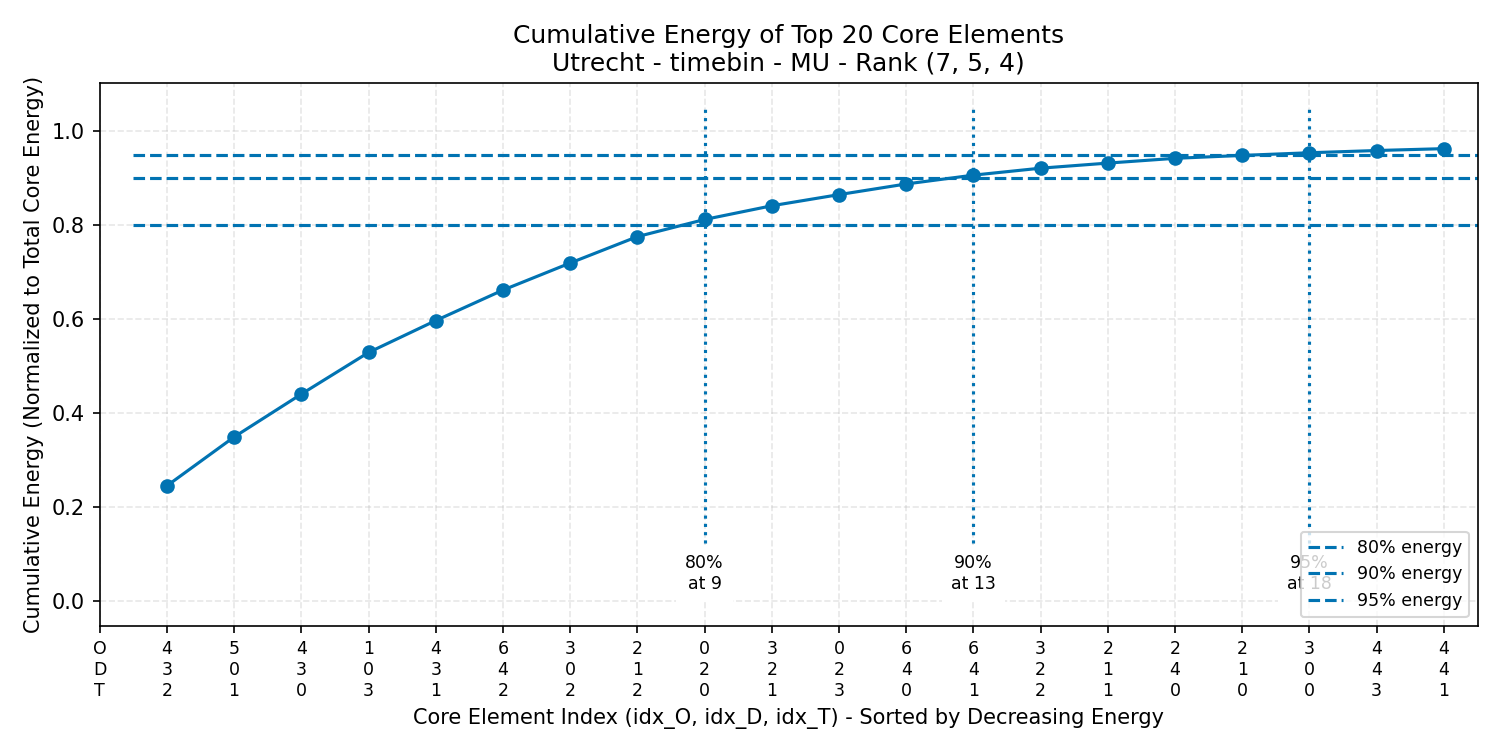 Cumulative Energy of Top 20 Core Elements
Utrecht - timebin - MU - Rank (7, 5, 4)
Cumulative Energy (Normalized to Total Core Energy)
1.0
0.8
0.6
0.4
0.2
0.0
80%
at 9
90%
at 13
95%
at 18
80% energy
90% energy
95% energy
O 4 5 4 1 4 6 3 2 0 3 0 6 6 3 2 2 2 3 4 4
D 3 0 3 0 3 4 0 1 2 2 2 4 4 2 1 4 1 0 4 4
T 2 1 0 3 1 2 2 2 0 1 3 0 1 2 1 0 0 0 3 1
Core Element Index (idx_O, idx_D, idx_T) - Sorted by Decreasing Energy